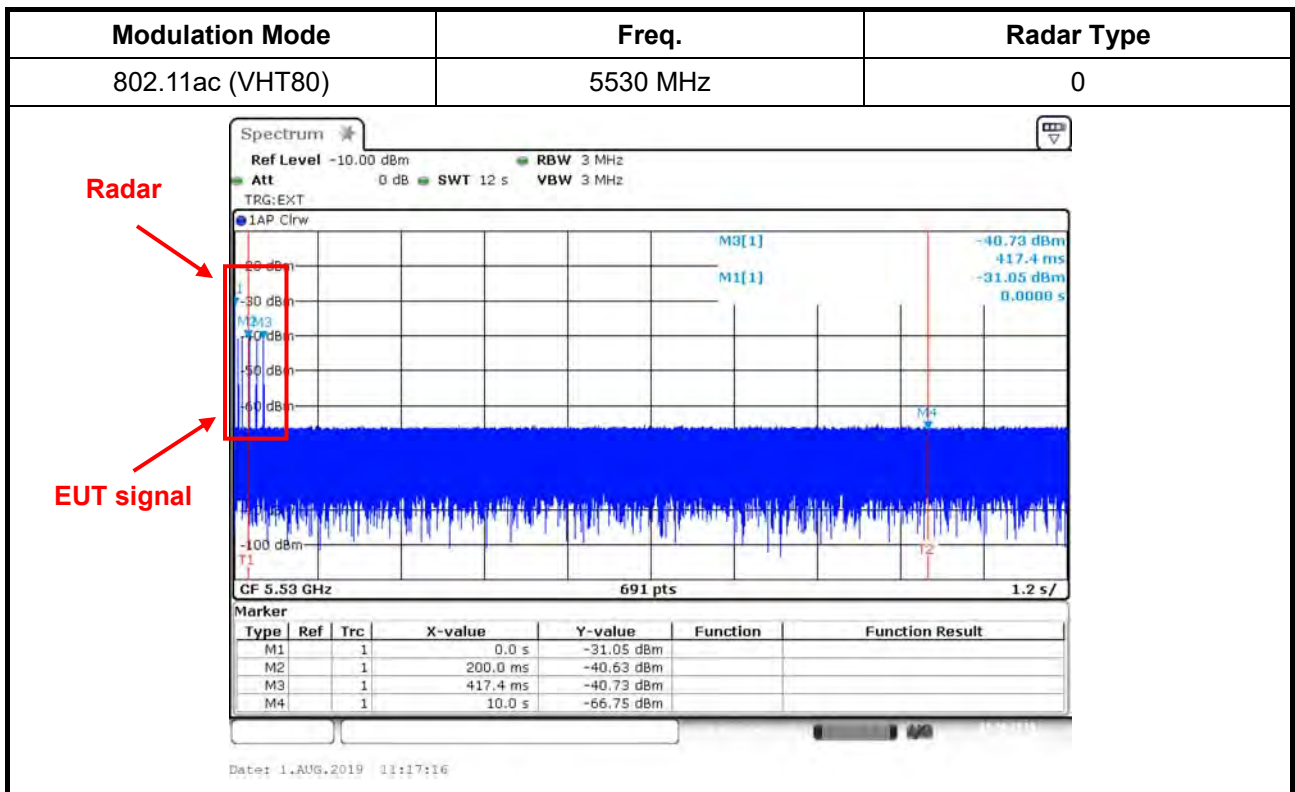 Modulation Mode Freq. Radar Type
802.11ac (VHT80) 5530 MHz 0
Spectrum
Ref Level -10.00 dBm RBW 3 MHz
Att 0 dB SWT 12 s VBW 3 MHz
TRG:EXT
Radar
1AP Clrw
M3[1] -40.73 dBm
417.4 ms
-20 dBm
M1[1] -31.05 dBm
0.0000 s
-30 dBm
M2 M3
-40 dBm
-50 dBm
-60 dBm
M4
EUT signal
-100 dBm
T1 T2
CF 5.53 GHz 691 pts 1.2 s/
Marker
Type Ref Trc X-value Y-value Function Function Result
M1 1 0.0 s -31.05 dBm
M2 1 200.0 ms -40.63 dBm
M3 1 417.4 ms -40.73 dBm
M4 1 10.0 s -66.75 dBm
Date: 1.AUG.2019 11:17:16